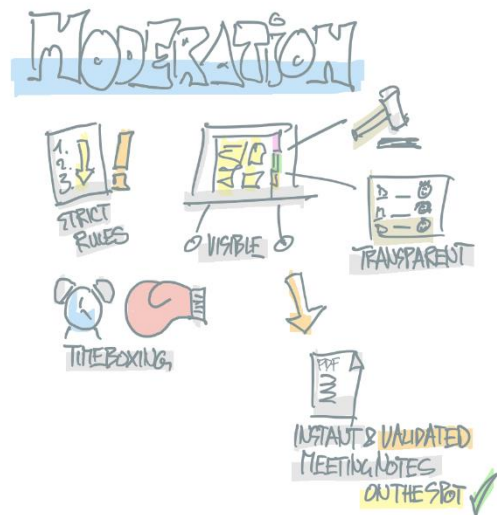 MODERATION
1.
2.
3.
STRICT
RULES
VISIBLE
TRANSPARENT
TIMEBOXING
PDF
INSTANT & VALIDATED
MEETING NOTES
ON THE SPOT